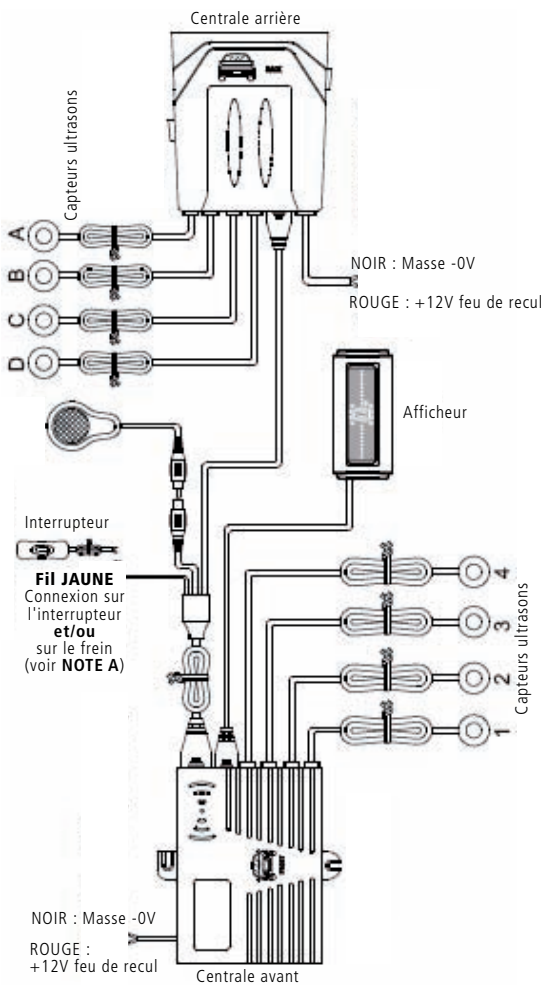 Centrale arrière
Capteurs ultrasons
A
B
C
D
NOIR : Masse -0V
ROUGE : +12V feu de recul
Afficheur
Interrupteur
Fil JAUNE
Connexion sur
l'interrupteur
et/ou
sur le frein
(voir NOTE A)
4
3
2
1
Capteurs ultrasons
NOIR : Masse -0V
ROUGE :
+12V feu de recul
Centrale avant